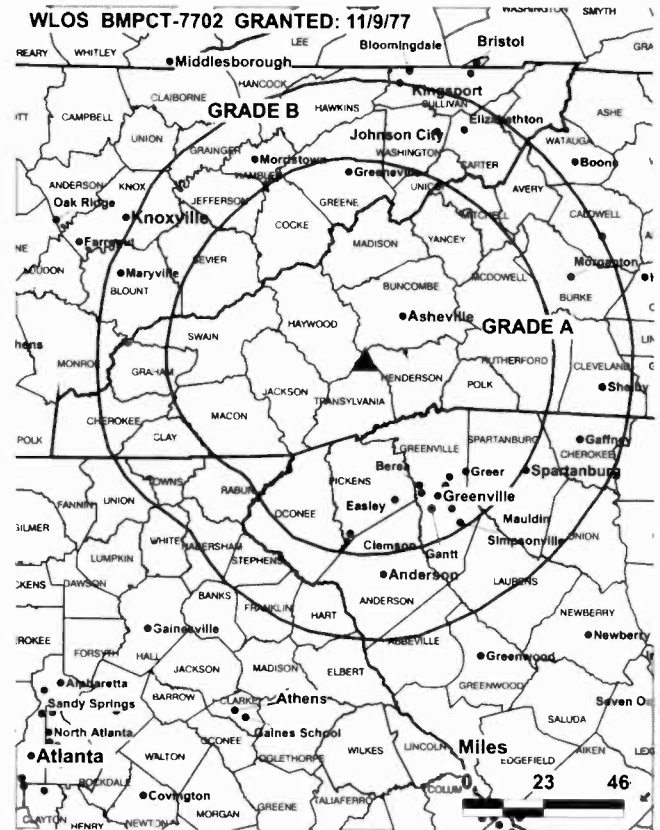 WLOS BMPCT-7702 GRANTED: 11/9/77
WASHINGTON SMYTH
LEE
Bloomingdale Bristol
REARY WHITLEY
Middlesborough
HANCOCK
Kingsport
CLAIBORNE
SULLIVAN
GRADE B
HAWKINS
Elizabethton
ASHE
CAMPBELL
UNION
Johnson City
WATAUGA
GRAINGER
WASHINGTON
Morristown
Boone
CARTER
HAMBLEN
Greeneville
ANDERSON KNOX
JEFFERSON
UNICOI
AVERY
Oak Ridge
GREENE
CALDWELL
Knoxville
COCKE
MITCHELL
Farragut
MADISON
YANCEY
SEVIER
Morganton
LOUDON
Maryville
MCDOWELL
BLOUNT
BUNCOMBE
BURKE
HAYWOOD
Asheville
SWAIN
GRADE A
MONROE
GRAHAM
HENDERSON
RUTHERFORD
CLEVELAND
JACKSON
POLK
Shelby
TRANSYLVANIA
MACON
CHEROKEE
POLK
CLAY
SPARTANBURG
Gaffney
GREENVILLE
CHEROKEE
Berea
Greer
TOWNS
PICKENS
Spartanburg
RABUN
UNION
FANNIN
Easley
Greenville
OCONEE
GILMER
Mauldin
WHITE
HABERSHAM
Clemson
Simpsonville
UNION
LUMPKIN
STEPHENS
Gantt
DAWSON
Anderson
LAURENS
BANKS
FRANKLIN
HART
ANDERSON
NEWBERRY
Gainesville
ABBEVILLE
Newberry
FORSYTH
HALL
Greenwood
JACKSON
MADISON
ELBERT
Alpharetta
GREENWOOD
BARROW
Athens
Sandy Springs
CLARKE
SALUDA
North Atlanta
OCONEE
Gaines School
Miles
LINCOLN
Atlanta
WALTON
OGLETHORPE
WILKES
EDGEFIELD
AIKEN
ROCKDALE
0 23 46
Covington
TALIAFERRO
COLUM
GREENE
CLAYTON
MORGAN
HENRY
NEWTON